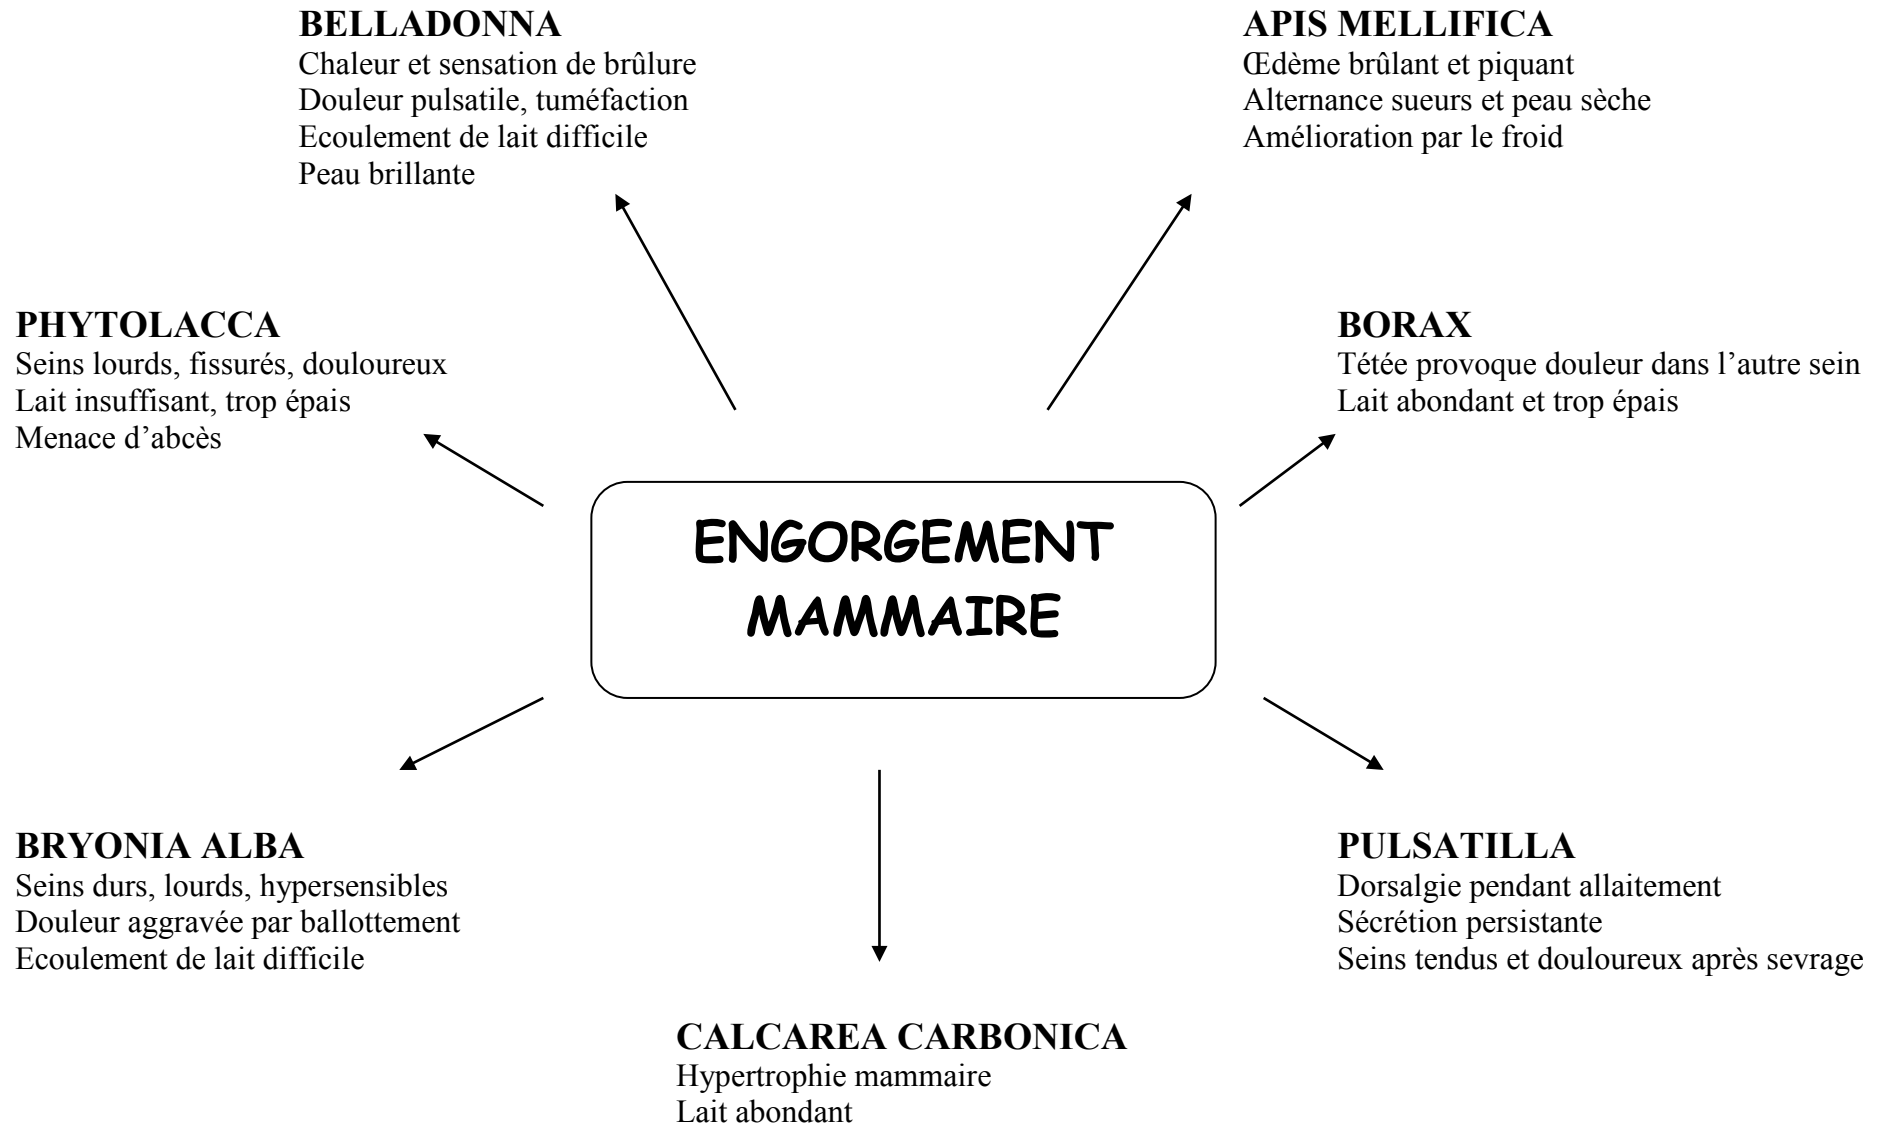 BELLADONNA
Chaleur et sensation de brûlure
Douleur pulsatile, tuméfaction
Ecoulement de lait difficile
Peau brillante
APIS MELLIFICA
Œdème brûlant et piquant
Alternance sueurs et peau sèche
Amélioration par le froid
PHYTOLACCA
Seins lourds, fissurés, douloureux
Lait insuffisant, trop épais
Menace d’abcès
BORAX
Tétée provoque douleur dans l’autre sein
Lait abondant et trop épais
ENGORGEMENT
MAMMAIRE
BRYONIA ALBA
Seins durs, lourds, hypersensibles
Douleur aggravée par ballottement
Ecoulement de lait difficile
PULSATILLA
Dorsalgie pendant allaitement
Sécrétion persistante
Seins tendus et douloureux après sevrage
CALCAREA CARBONICA
Hypertrophie mammaire
Lait abondant